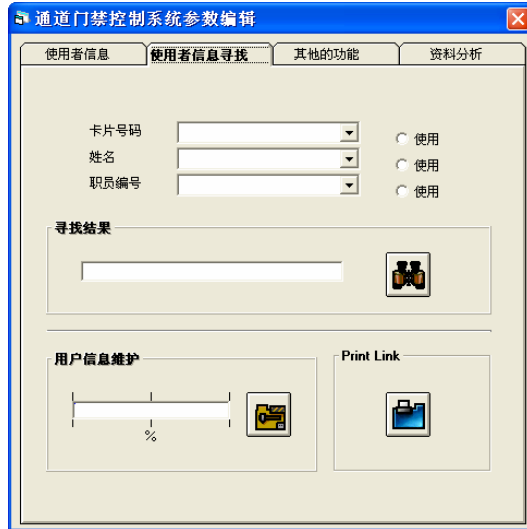 通道门禁控制系统参数编辑
使用者信息 使用者信息寻找 其他的功能 资料分析
卡片号码 使用
姓名 使用
职员编号 使用
寻找结果
用户信息维护 Print Link
%